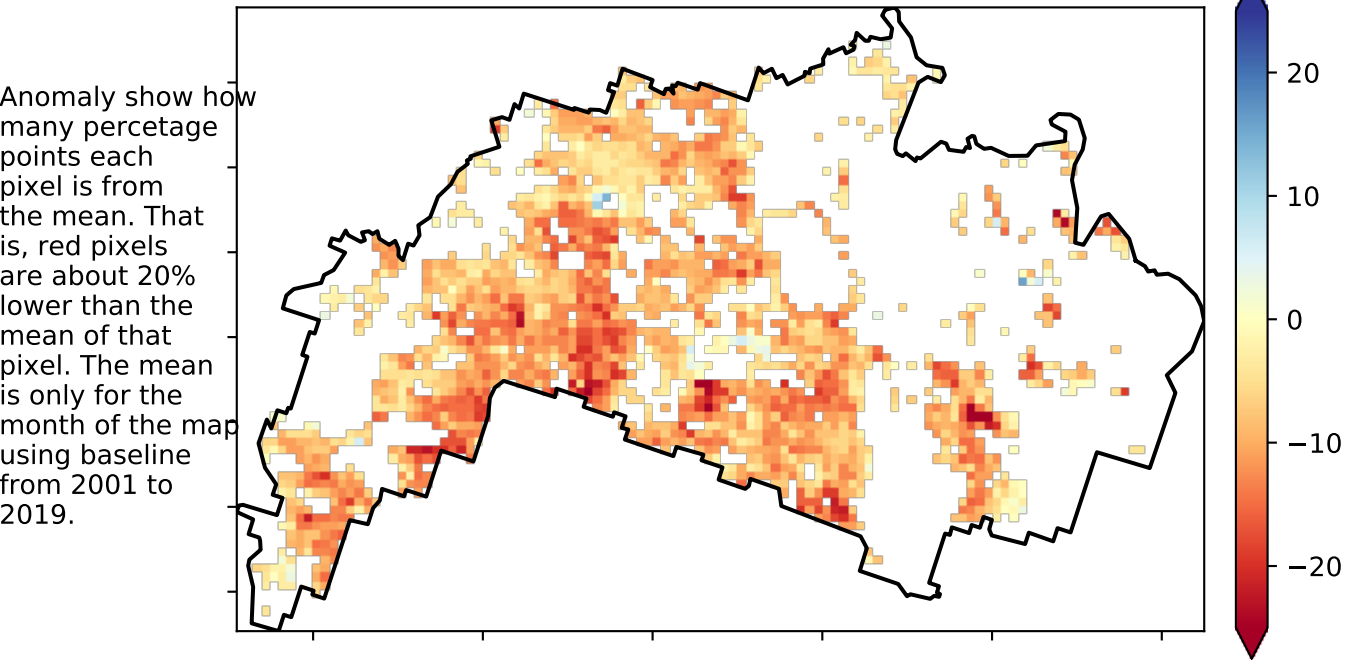 Anomaly show how
many percetage
points each
pixel is from
the mean. That
is, red pixels
are about 20%
lower than the
mean of that
pixel. The mean
is only for the
month of the map
using baseline
from 2001 to
2019.
20
10
0
−10
−20